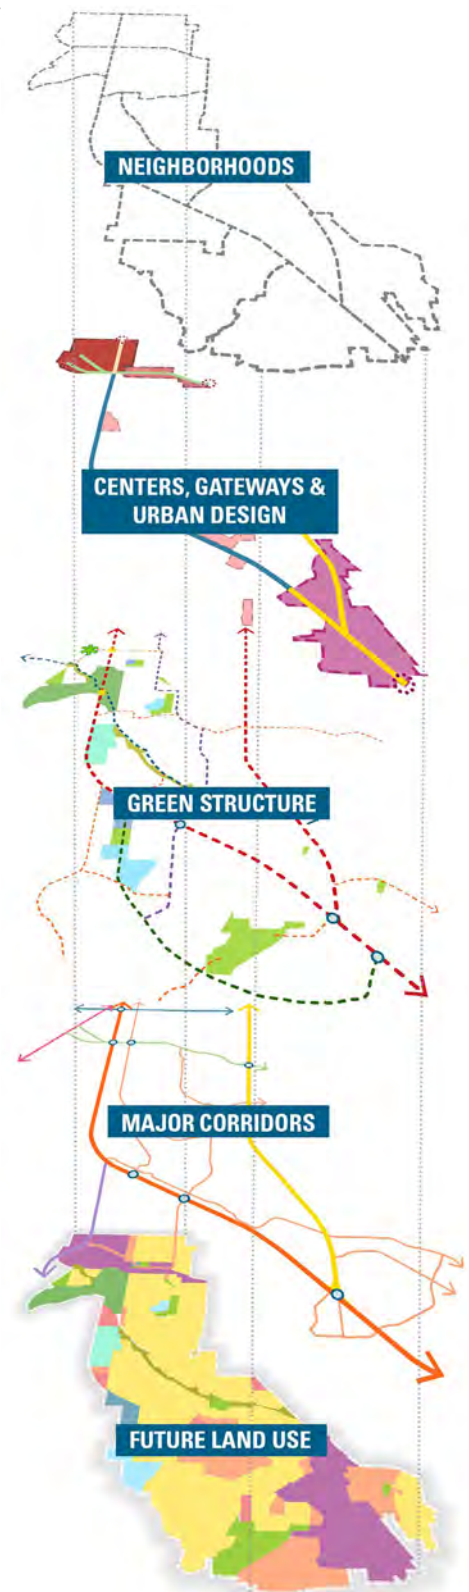 NEIGHBORHOODS
CENTERS, GATEWAYS &
URBAN DESIGN
GREEN STRUCTURE
MAJOR CORRIDORS
FUTURE LAND USE